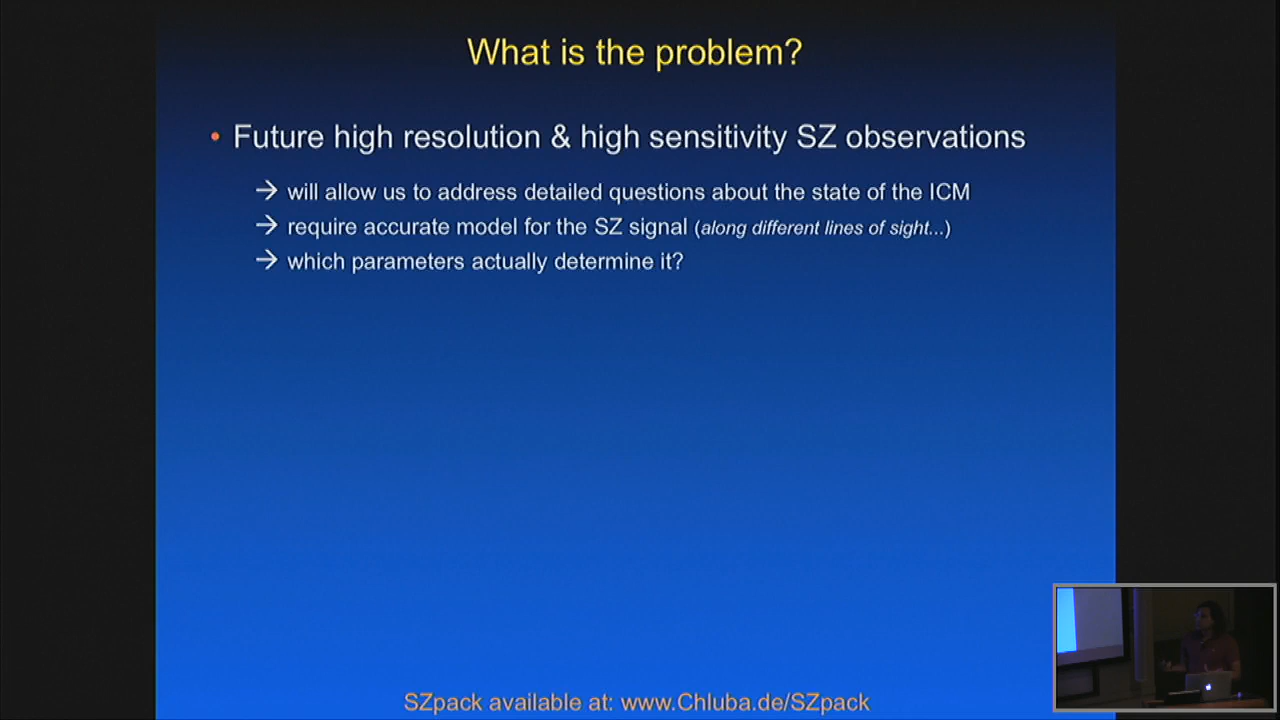 What is the problem?
• Future high resolution & high sensitivity SZ observations
→ will allow us to address detailed questions about the state of the ICM
→ require accurate model for the SZ signal (along different lines of sight...)
→ which parameters actually determine it?
SZpack available at: www.Chluba.de/SZpack